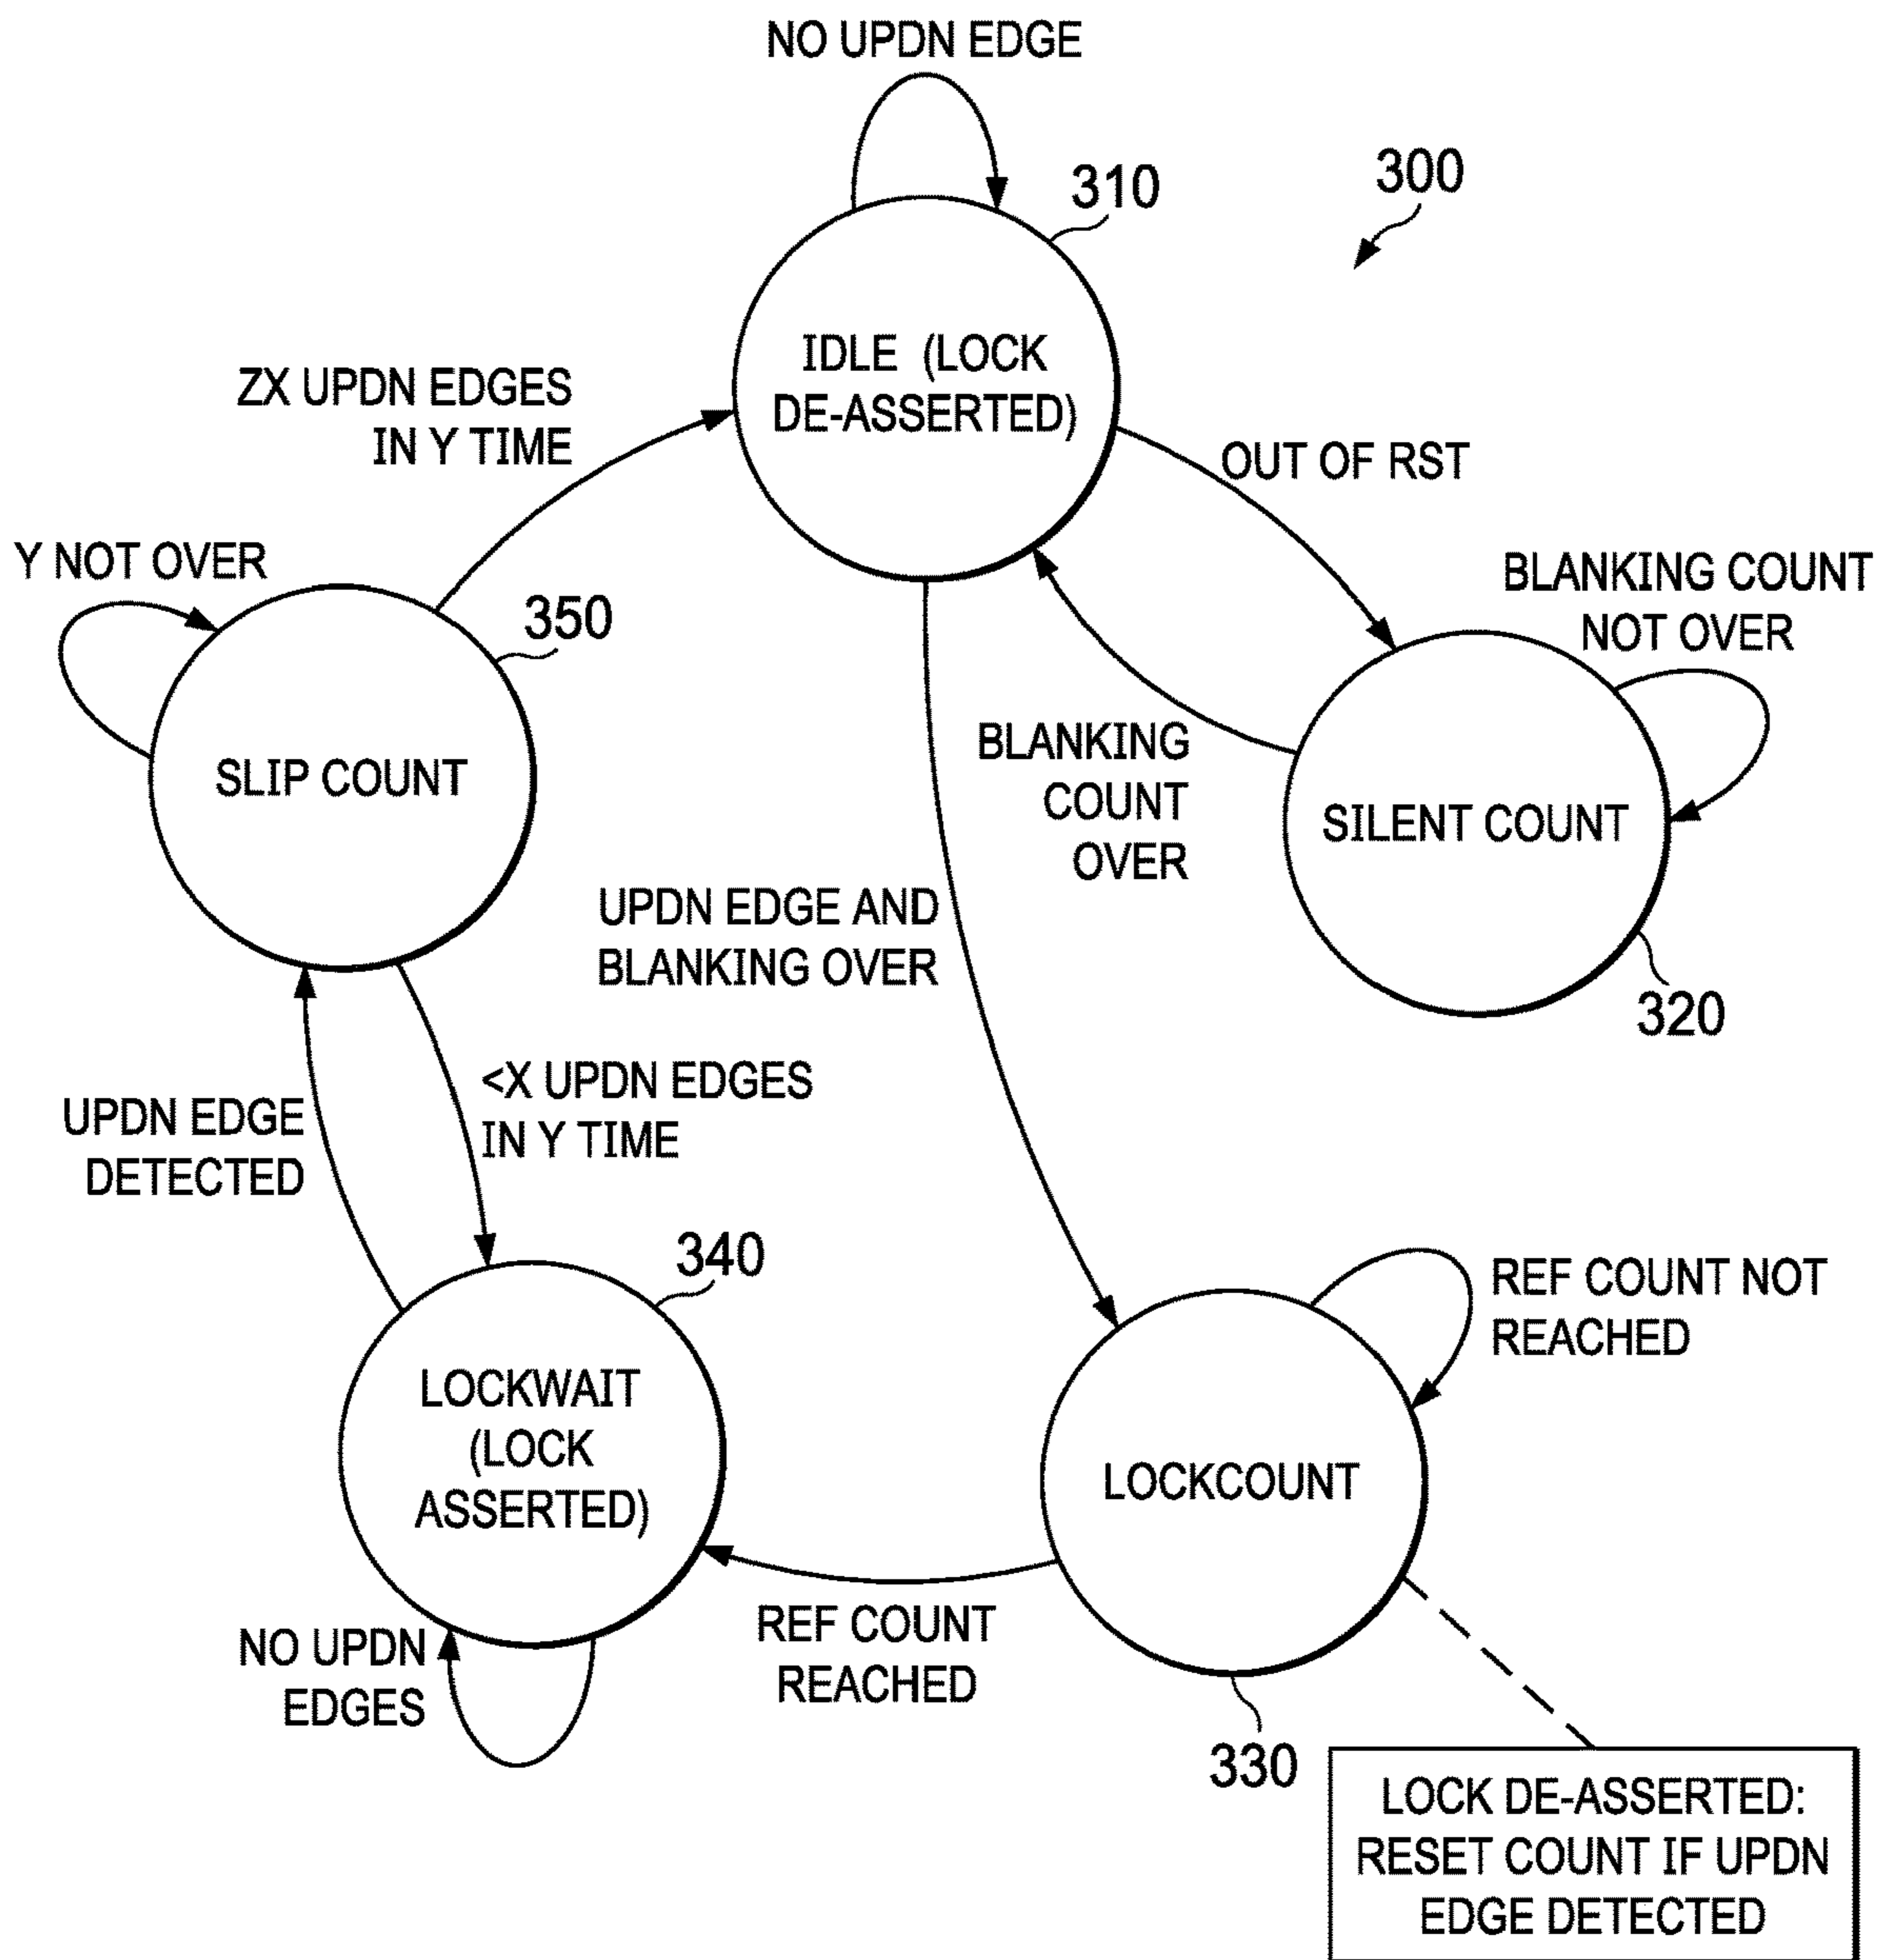 NO UPDN EDGE
310
300
IDLE (LOCK
DE-ASSERTED)
ZX UPDN EDGES
IN Y TIME
OUT OF RST
Y NOT OVER
350
BLANKING COUNT
NOT OVER
SLIP COUNT
BLANKING
COUNT
OVER
SILENT COUNT
UPDN EDGE AND
BLANKING OVER
320
<X UPDN EDGES
IN Y TIME
UPDN EDGE
DETECTED
340
REF COUNT NOT
REACHED
LOCKWAIT
(LOCK
ASSERTED)
LOCKCOUNT
NO UPDN
EDGES
REF COUNT
REACHED
330
LOCK DE-ASSERTED:
RESET COUNT IF UPDN
EDGE DETECTED